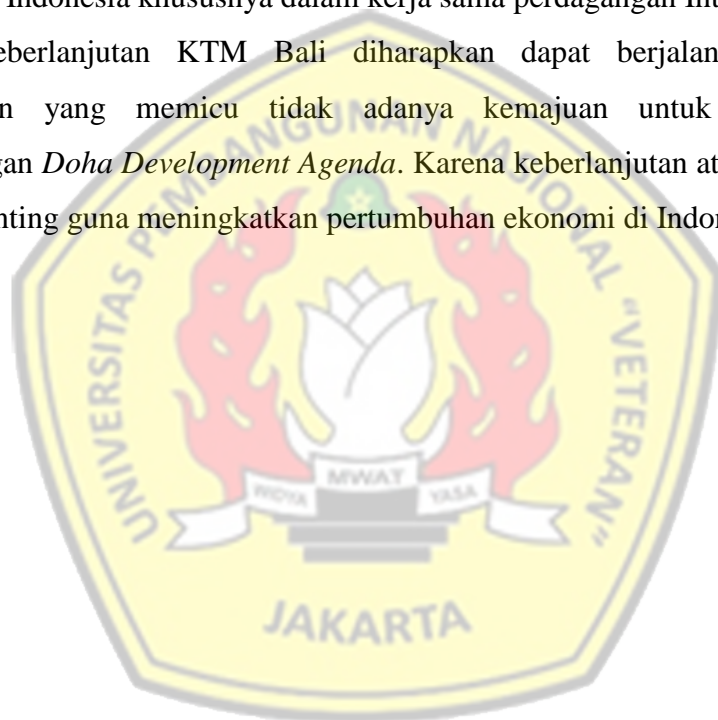 Indonesia khususnya dalam kerja sama perdagangan
eberlanjutan KTM Bali diharapkan dapat berjalan
n yang memicu tidak adanya kemajuan untuk
gan Doha Development Agenda. Karena keberlanjutan at
nting guna meningkatkan pertumbuhan ekonomi di Indo
UNIVERSITAS PEMBANGUNAN NASIONAL "VETERAN"
WIDYA MWAT YASA
JAKARTA